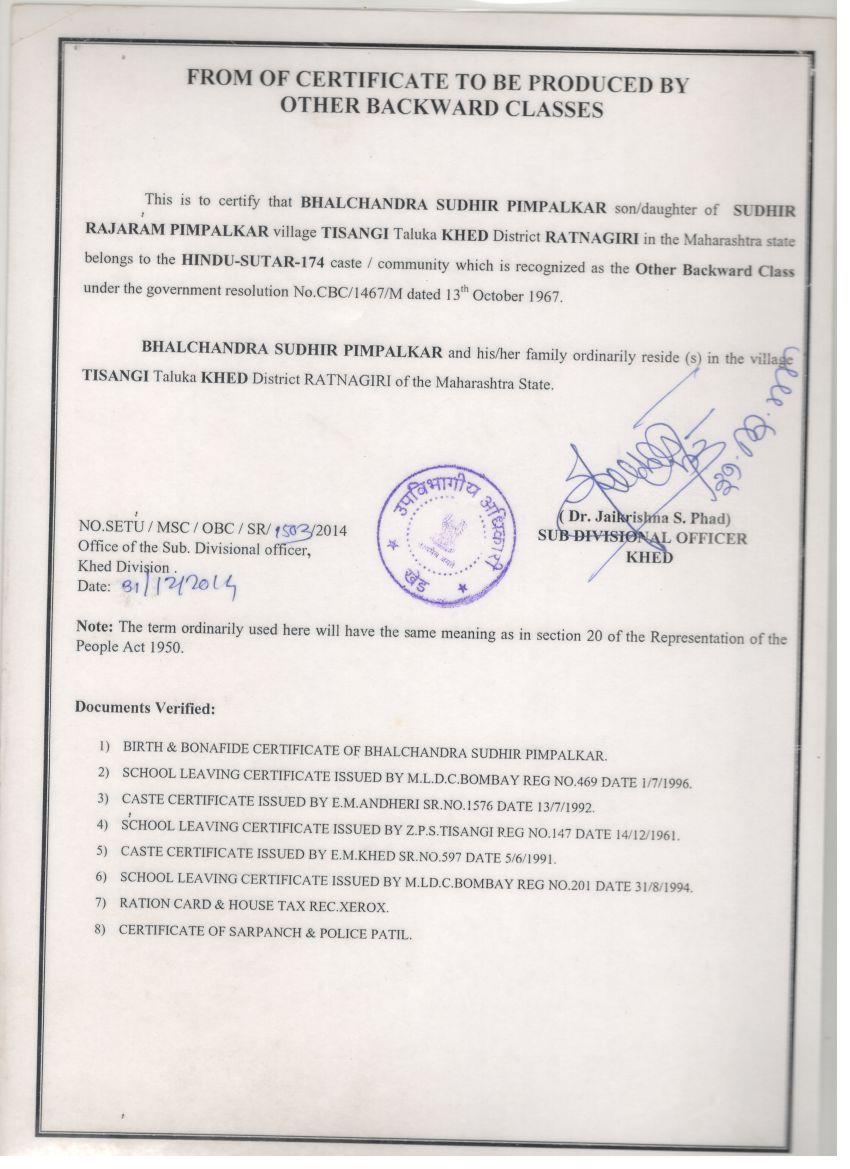 FROM OF CERTIFICATE TO BE PRODUCED BY
OTHER BACKWARD CLASSES
This is to certify that BHALCHANDRA SUDHIR PIMPALKAR son/daughter of SUDHIR
RAJARAM PIMPALKAR village TISANGI Taluka KHED District RATNAGIRI in the Maharashtra state
belongs to the HINDU-SUTAR-174 caste / community which is recognized as the Other Backward Class
under the government resolution No.CBC/1467/M dated 13th October 1967.
BHALCHANDRA SUDHIR PIMPALKAR and his/her family ordinarily reside (s) in the village
TISANGI Taluka KHED District RATNAGIRI of the Maharashtra State.
उपविभागीय अधिकारी
खेड
NO.SETU / MSC / OBC / SR/ 1503/2014
Office of the Sub. Divisional officer,
Khed Division .
Date: 31/12/2014
( Dr. Jaikrishna S. Phad)
SUB DIVISIONAL OFFICER
KHED
Note: The term ordinarily used here will have the same meaning as in section 20 of the Representation of the
People Act 1950.
Documents Verified:
1) BIRTH & BONAFIDE CERTIFICATE OF BHALCHANDRA SUDHIR PIMPALKAR.
2) SCHOOL LEAVING CERTIFICATE ISSUED BY M.L.D.C.BOMBAY REG NO.469 DATE 1/7/1996.
3) CASTE CERTIFICATE ISSUED BY E.M.ANDHERI SR.NO.1576 DATE 13/7/1992.
4) SCHOOL LEAVING CERTIFICATE ISSUED BY Z.P.S.TISANGI REG NO.147 DATE 14/12/1961.
5) CASTE CERTIFICATE ISSUED BY E.M.KHED SR.NO.597 DATE 5/6/1991.
6) SCHOOL LEAVING CERTIFICATE ISSUED BY M.LD.C.BOMBAY REG NO.201 DATE 31/8/1994.
7) RATION CARD & HOUSE TAX REC.XEROX.
8) CERTIFICATE OF SARPANCH & POLICE PATIL.